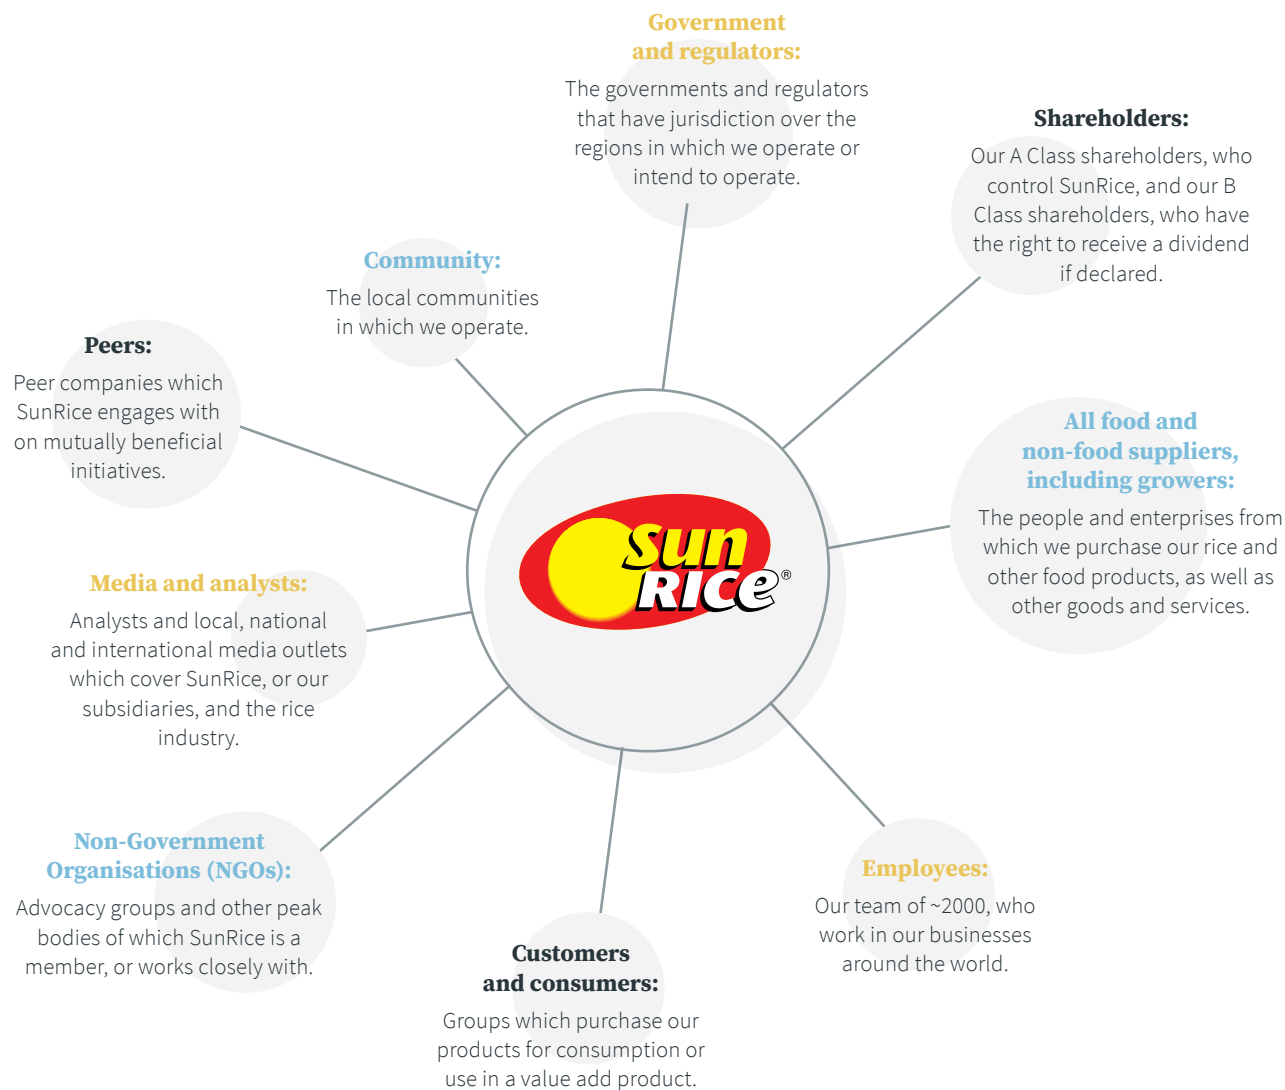 Government
and regulators:
The governments and regulators
that have jurisdiction over the
regions in which we operate or
intend to operate.
Shareholders:
Our A Class shareholders, who
control SunRice, and our B
Class shareholders, who have
the right to receive a dividend
if declared.
Community:
The local communities
in which we operate.
Peers:
Peer companies which
SunRice engages with
on mutually beneficial
initiatives.
All food and
non-food suppliers,
including growers:
The people and enterprises from
which we purchase our rice and
other food products, as well as
other goods and services.
sun
RICe®
Media and analysts:
Analysts and local, national
and international media outlets
which cover SunRice, or our
subsidiaries, and the rice
industry.
Non-Government
Organisations (NGOs):
Advocacy groups and other peak
bodies of which SunRice is a
member, or works closely with.
Employees:
Our team of ~2000, who
work in our businesses
around the world.
Customers
and consumers:
Groups which purchase our
products for consumption or
use in a value add product.